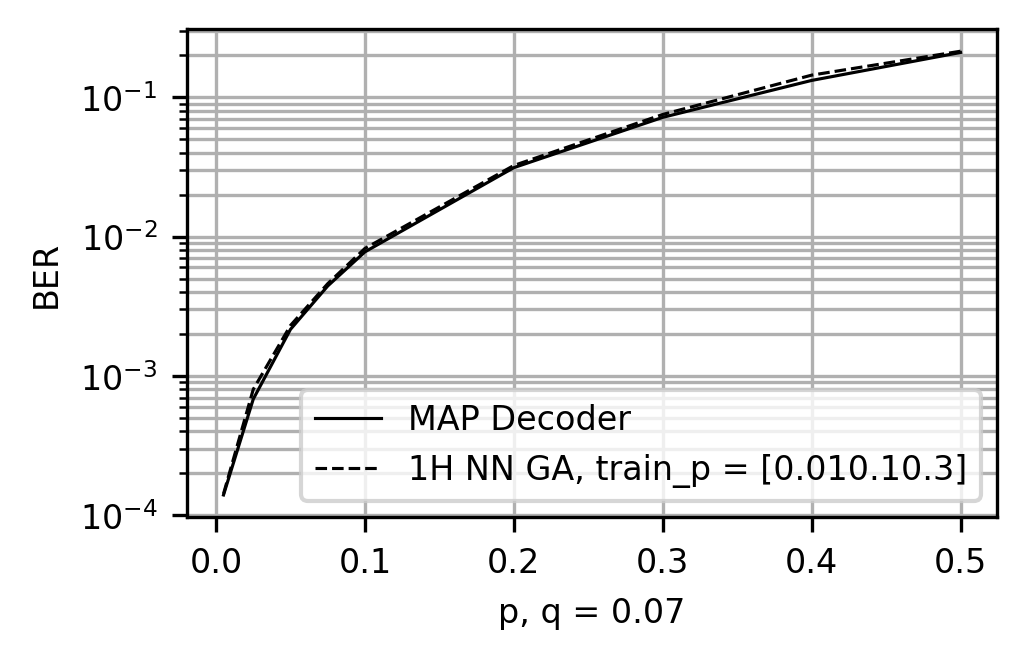 10⁻¹
10⁻²
10⁻³
10⁻⁴
BER
MAP Decoder
1H NN GA, train_p = [0.010.10.3]
0.0 0.1 0.2 0.3 0.4 0.5
p, q = 0.07